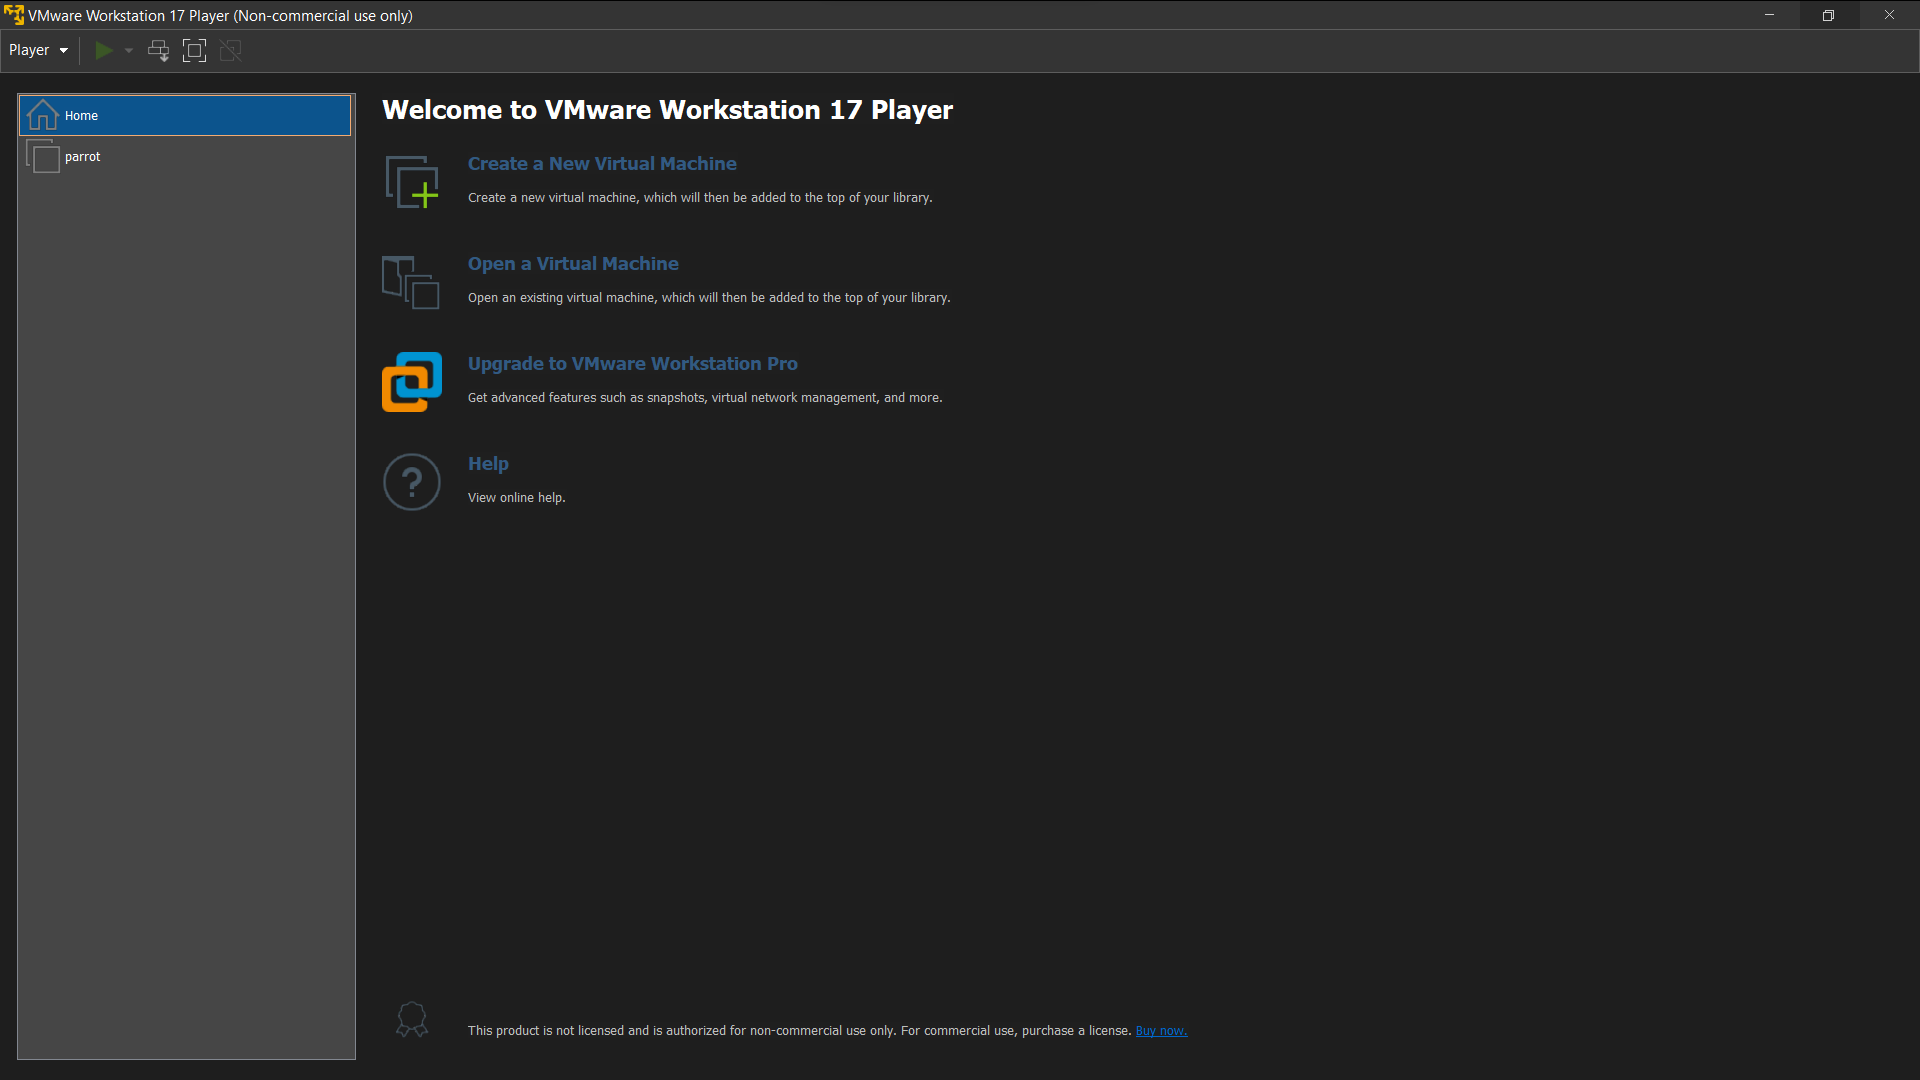 VMware Workstation 17 Player (Non-commercial use only)
Player
Home
parrot
Welcome to VMware Workstation 17 Player
Create a New Virtual Machine
Create a new virtual machine, which will then be added to the top of your library.
Open a Virtual Machine
Open an existing virtual machine, which will then be added to the top of your library.
Upgrade to VMware Workstation Pro
Get advanced features such as snapshots, virtual network management, and more.
?
Help
View online help.
This product is not licensed and is authorized for non-commercial use only. For commercial use, purchase a license. Buy now.